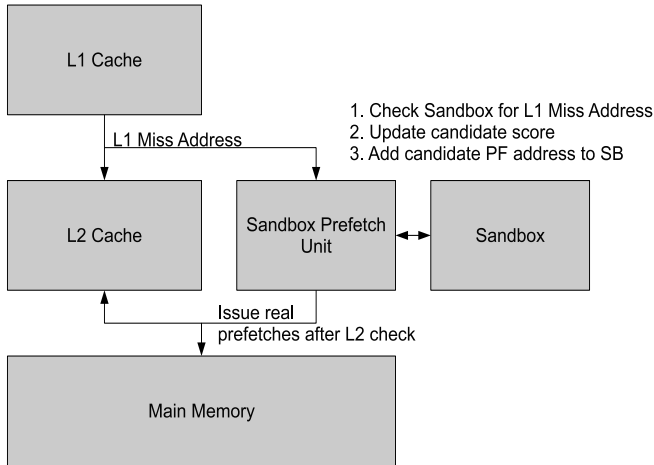 L1 Cache
1. Check Sandbox for L1 Miss Address
2. Update candidate score
3. Add candidate PF address to SB
L1 Miss Address
L2 Cache
Sandbox Prefetch
Unit
Sandbox
Issue real
prefetches after L2 check
Main Memory